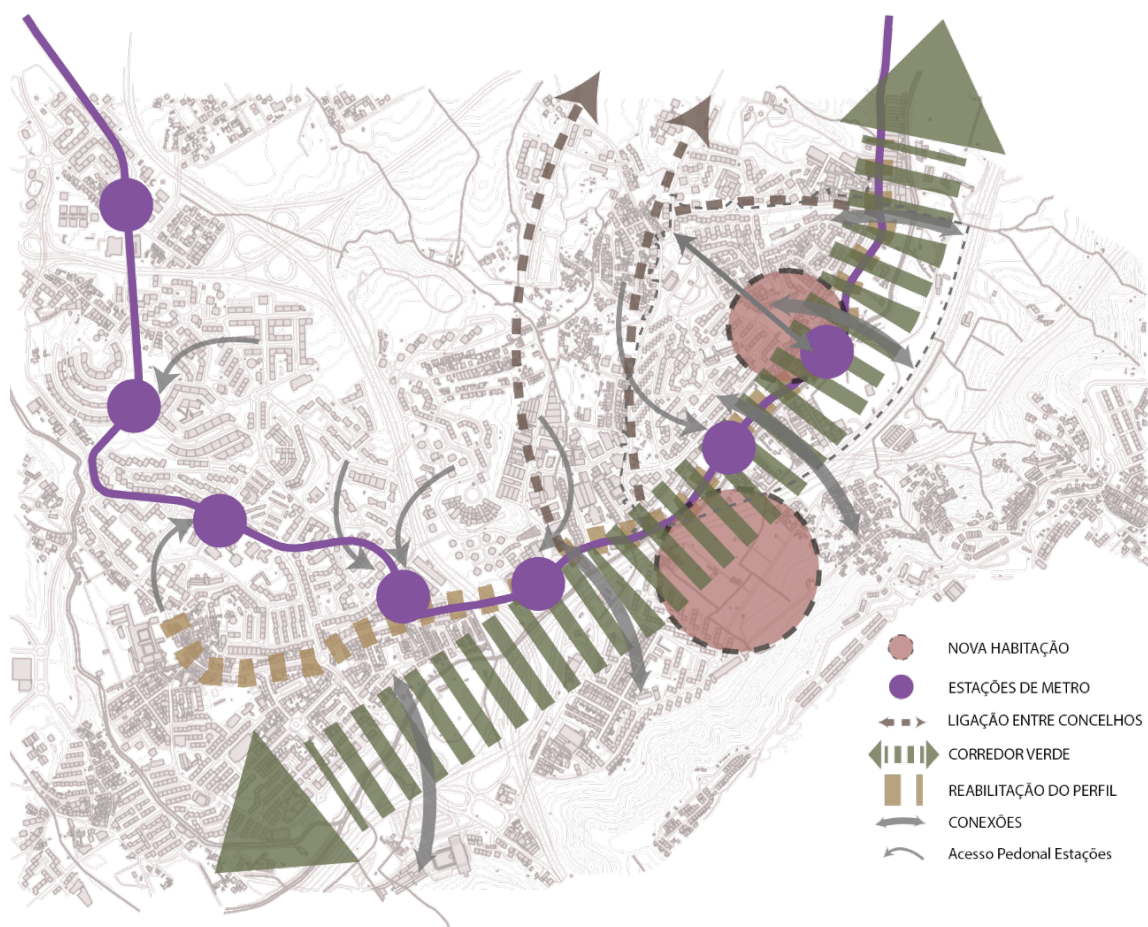 NOVA HABITAÇÃO
ESTAÇÕES DE METRO
LIGAÇÃO ENTRE CONCELHOS
CORREDOR VERDE
REABILITAÇÃO DO PERFIL
CONEXÕES
Acesso Pedonal Estações